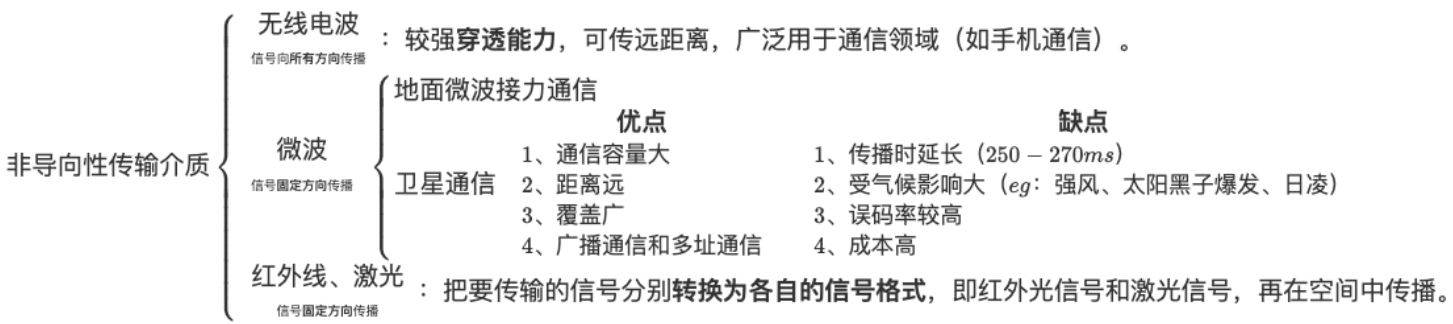 非导向性传输介质
无线电波
信号向所有方向传播
：较强穿透能力，可传远距离，广泛用于通信领域（如手机通信）。
微波
信号固定方向传播
地面微波接力通信
卫星通信
优点
1、通信容量大
2、距离远
3、覆盖广
4、广播通信和多址通信
缺点
1、传播时延长（250 − 270ms）
2、受气候影响大（eg：强风、太阳黑子爆发、日凌）
3、误码率较高
4、成本高
红外线、激光
信号固定方向传播
：把要传输的信号分别转换为各自的信号格式，即红外光信号和激光信号，再在空间中传播。